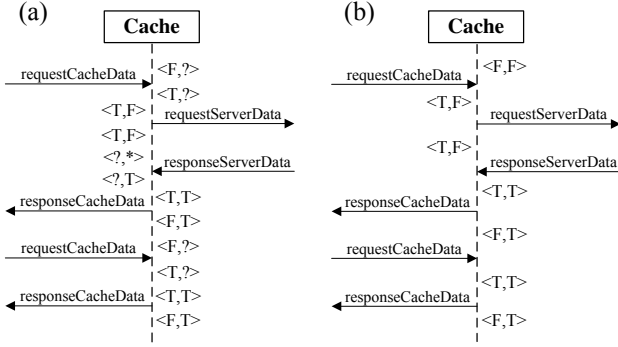 (a)
Cache
requestCacheData
<F,?>
<T,?>
<T,F>
requestServerData
<T,F>
<?,*>
responseServerData
<?,T>
responseCacheData
<T,T>
<F,T>
requestCacheData
<F,?>
<T,?>
responseCacheData
<T,T>
<F,T>
(b)
Cache
requestCacheData
<F,F>
<T,F>
requestServerData
<T,F>
responseServerData
<T,T>
responseCacheData
<F,T>
requestCacheData
<T,T>
responseCacheData
<F,T>